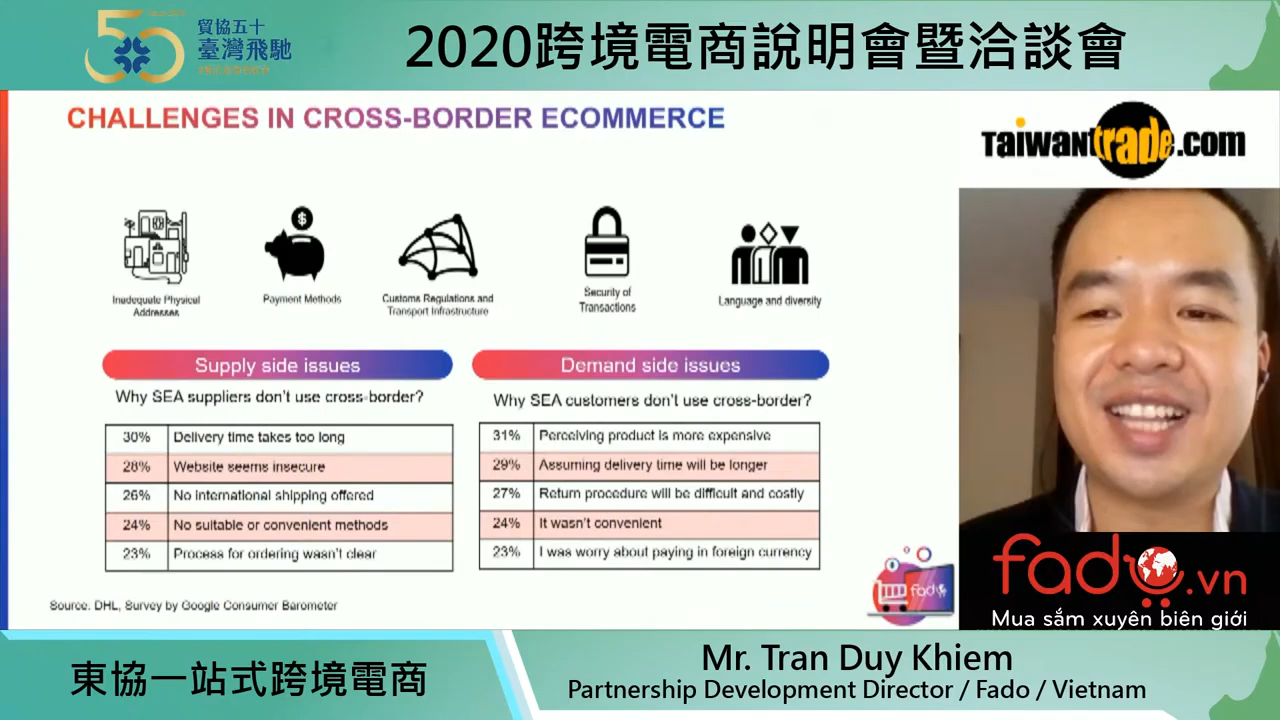 50
貿協五十
臺灣飛馳
2020跨境電商說明會暨洽談會
CHALLENGES IN CROSS-BORDER ECOMMERCE
Taiwantrade.com
$
Inadequate Physical
Addresses
Payment Methods
Customs Regulations and
Transport Infrastructure
Security of
Transactions
Language and diversity
Supply side issues
Why SEA suppliers don't use cross-border?
30% Delivery time takes too long
28% Website seems insecure
26% No international shipping offered
24% No suitable or convenient methods
23% Process for ordering wasn't clear
Demand side issues
Why SEA customers don't use cross-border?
31% Perceiving product is more expensive
29% Assuming delivery time will be longer
27% Return procedure will be difficult and costly
24% It wasn't convenient
23% I was worry about paying in foreign currency
Source: DHL, Survey by Google Consumer Barometer
fado
fado.vn
Mua sắm xuyên biên giới
東協一站式跨境電商
Mr. Tran Duy Khiem
Partnership Development Director / Fado / Vietnam